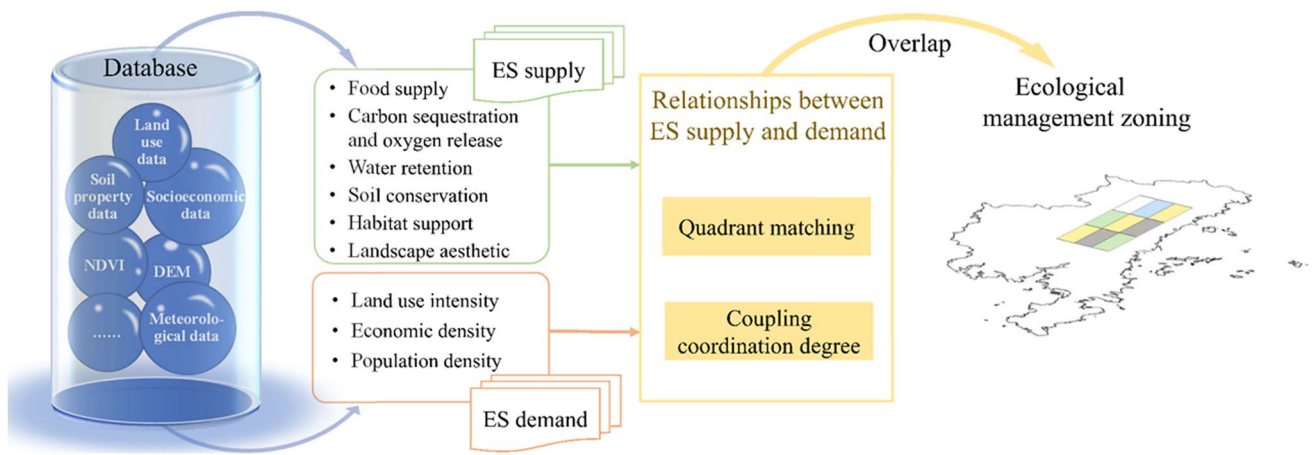 Database
Land
use
data
Soil
property
data
Socioeconomic
data
NDVI
DEM
......
Meteorolo-
gical data
ES supply
• Food supply
• Carbon sequestration
and oxygen release
• Water retention
• Soil conservation
• Habitat support
• Landscape aesthetic
• Land use intensity
• Economic density
• Population density
ES demand
Relationships between
ES supply and demand
Quadrant matching
Coupling
coordination degree
Overlap
Ecological
management zoning